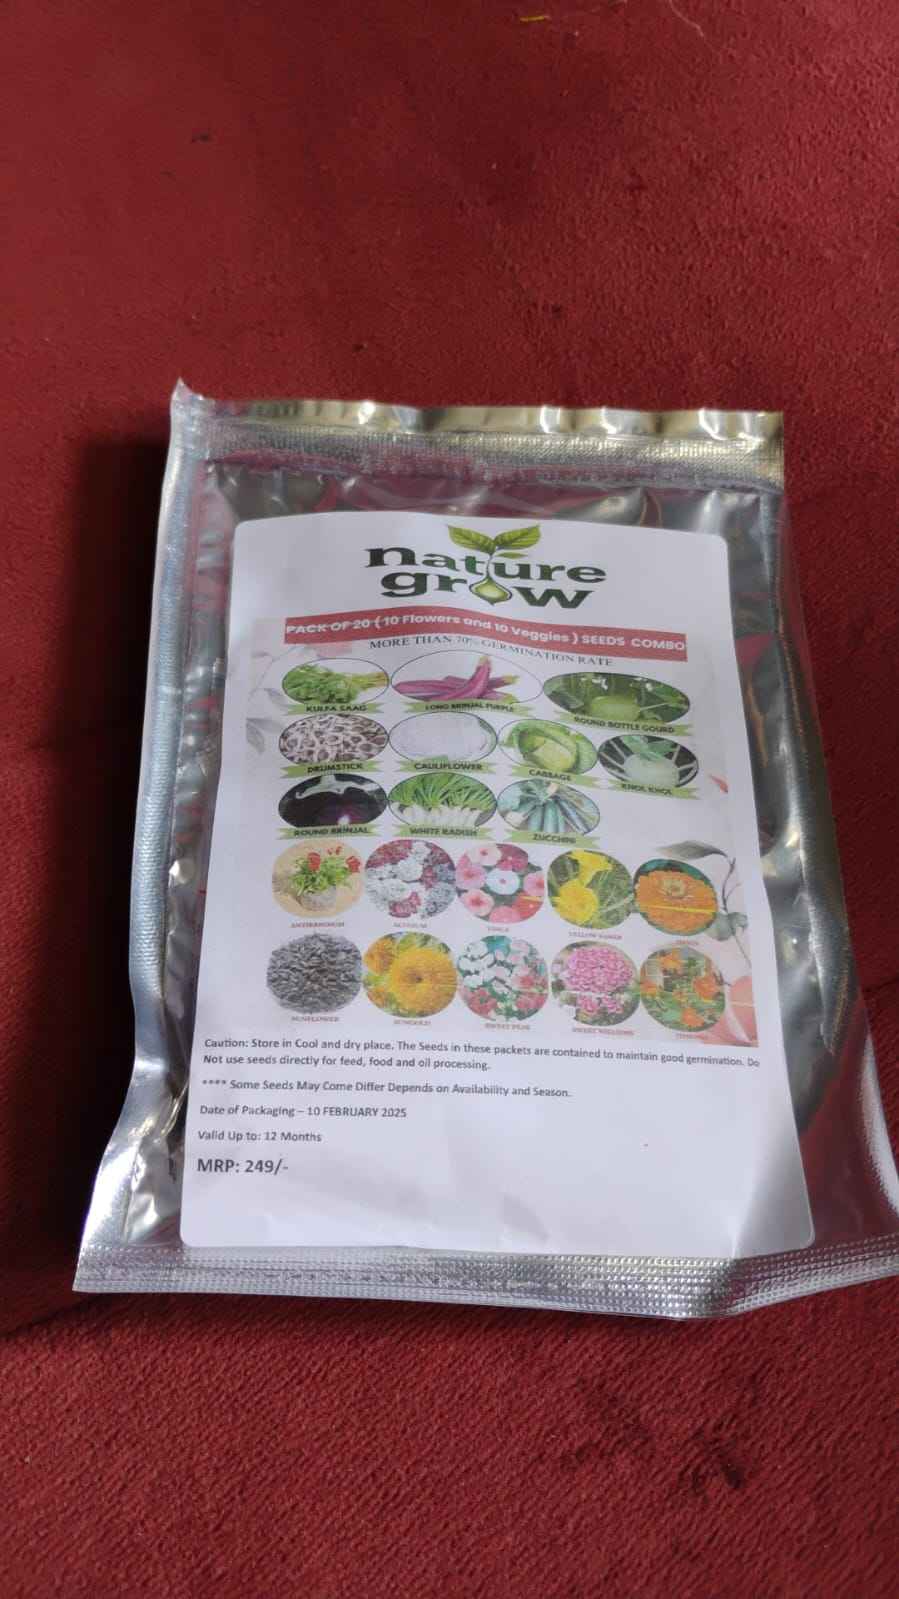 nature
grow
PACK OF 20 ( 10 Flowers and 10 Veggies ) SEEDS COMBO
MORE THAN 70% GERMINATION RATE
KULFA SAAG LONG BRINJAL PURPLE ROUND BOTTLE GOURD
DRUMSTICK CAULIFLOWER CABBAGE KNOL KHOL
ROUND BRINJAL WHITE RADISH ZUCCHINI
ANTIRRHINUM ALYSSUM VINCA
SUNFLOWER SUNGOLD SWEET PEAS SWEET WILLIAMS
Caution: Store in Cool and dry place. The Seeds in these packets are contained to maintain good germination. Do
Not use seeds directly for feed, food and oil processing.
**** Some Seeds May Come Differ Depends on Availability and Season.
Date of Packaging – 10 FEBRUARY 2025
Valid Up to: 12 Months
MRP: 249/-